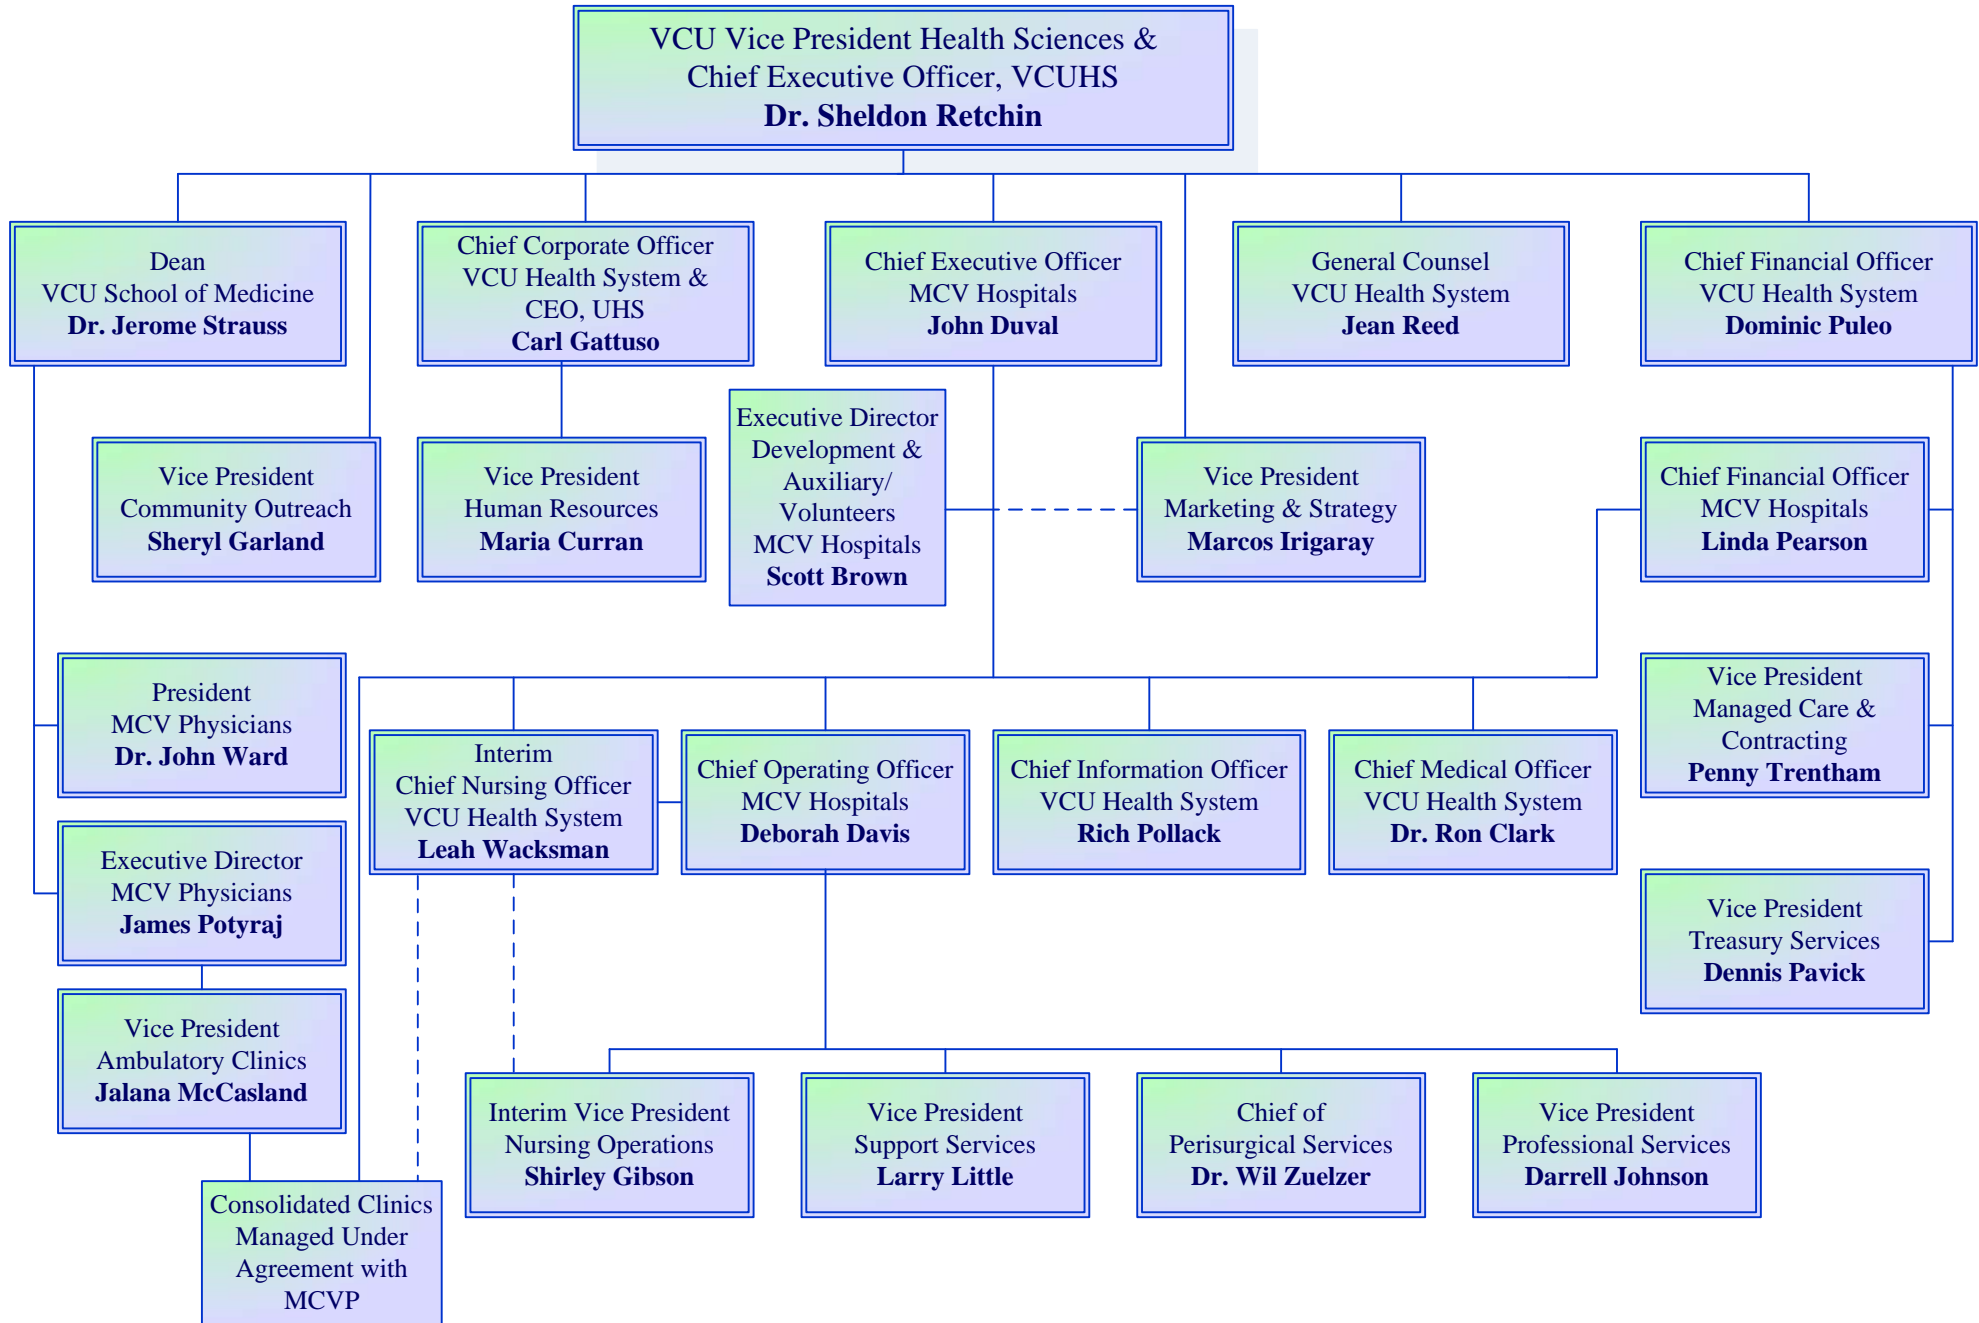 VCU Vice President Health Sciences &
Chief Executive Officer, VCUHS
Dr. Sheldon Retchin
Dean
VCU School of Medicine
Dr. Jerome Strauss
Chief Corporate Officer
VCU Health System &
CEO, UHS
Carl Gattuso
Chief Executive Officer
MCV Hospitals
John Duval
General Counsel
VCU Health System
Jean Reed
Chief Financial Officer
VCU Health System
Dominic Puleo
Vice President
Community Outreach
Sheryl Garland
Vice President
Human Resources
Maria Curran
Executive Director
Development &
Auxiliary/
Volunteers
MCV Hospitals
Scott Brown
Vice President
Marketing & Strategy
Marcos Irigaray
Chief Financial Officer
MCV Hospitals
Linda Pearson
President
MCV Physicians
Dr. John Ward
Interim
Chief Nursing Officer
VCU Health System
Leah Wacksman
Chief Operating Officer
MCV Hospitals
Deborah Davis
Chief Information Officer
VCU Health System
Rich Pollack
Chief Medical Officer
VCU Health System
Dr. Ron Clark
Vice President
Managed Care &
Contracting
Penny Trentham
Executive Director
MCV Physicians
James Potyraj
Vice President
Treasury Services
Dennis Pavick
Vice President
Ambulatory Clinics
Jalana McCasland
Interim Vice President
Nursing Operations
Shirley Gibson
Vice President
Support Services
Larry Little
Chief of
Perisurgical Services
Dr. Wil Zuelzer
Vice President
Professional Services
Darrell Johnson
Consolidated Clinics
Managed Under
Agreement with
MCVP